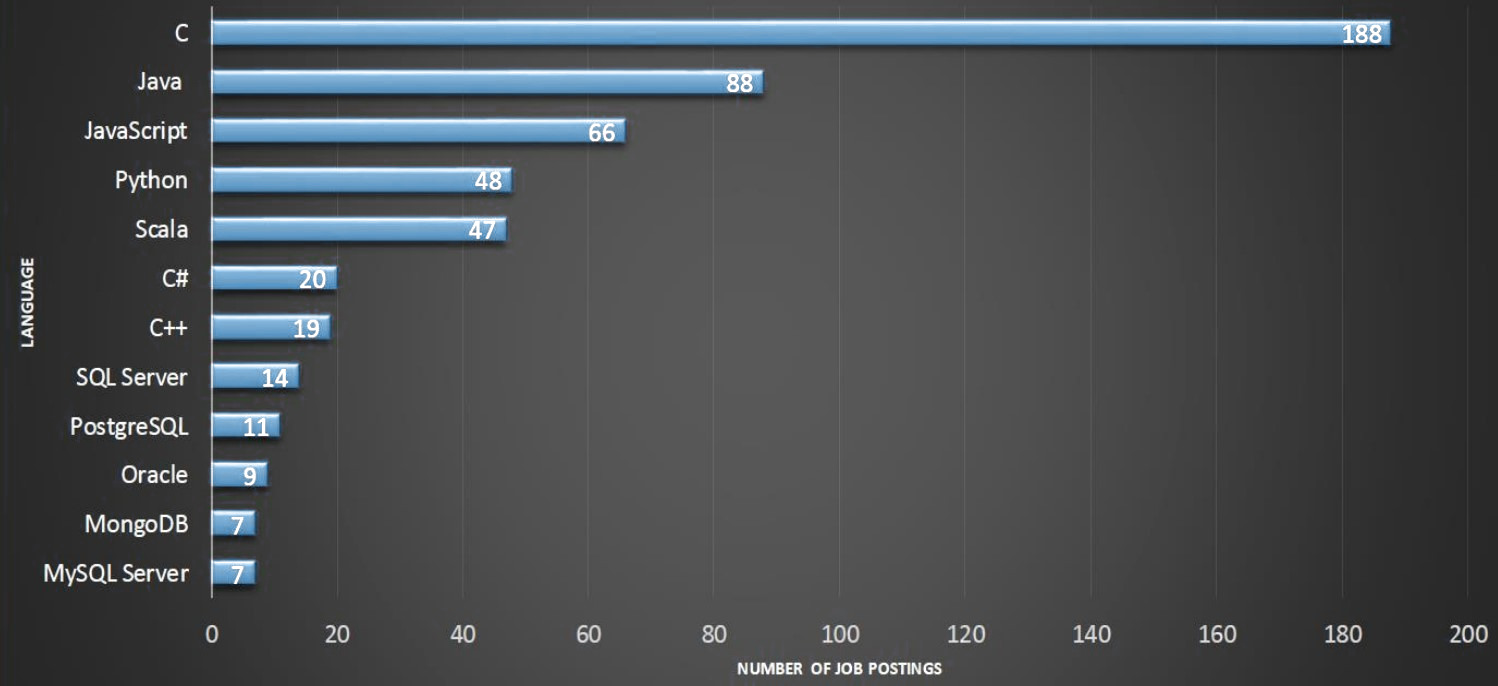 C 188
Java 88
JavaScript 66
Python 48
Scala 47
C# 20
C++ 19
SQL Server 14
PostgreSQL 11
Oracle 9
MongoDB 7
MySQL Server 7
LANGUAGE
0 20 40 60 80 100 120 140 160 180 200
NUMBER OF JOB POSTINGS